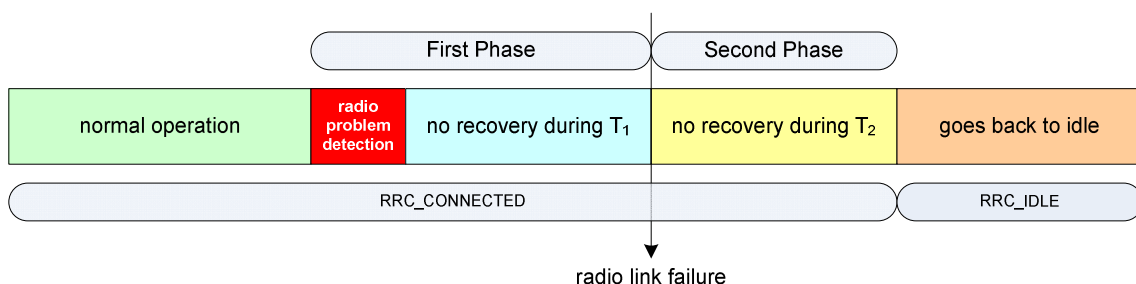 First Phase
Second Phase
normal operation
radio
problem
detection
no recovery during T₁
no recovery during T₂
goes back to idle
RRC_CONNECTED
RRC_IDLE
radio link failure